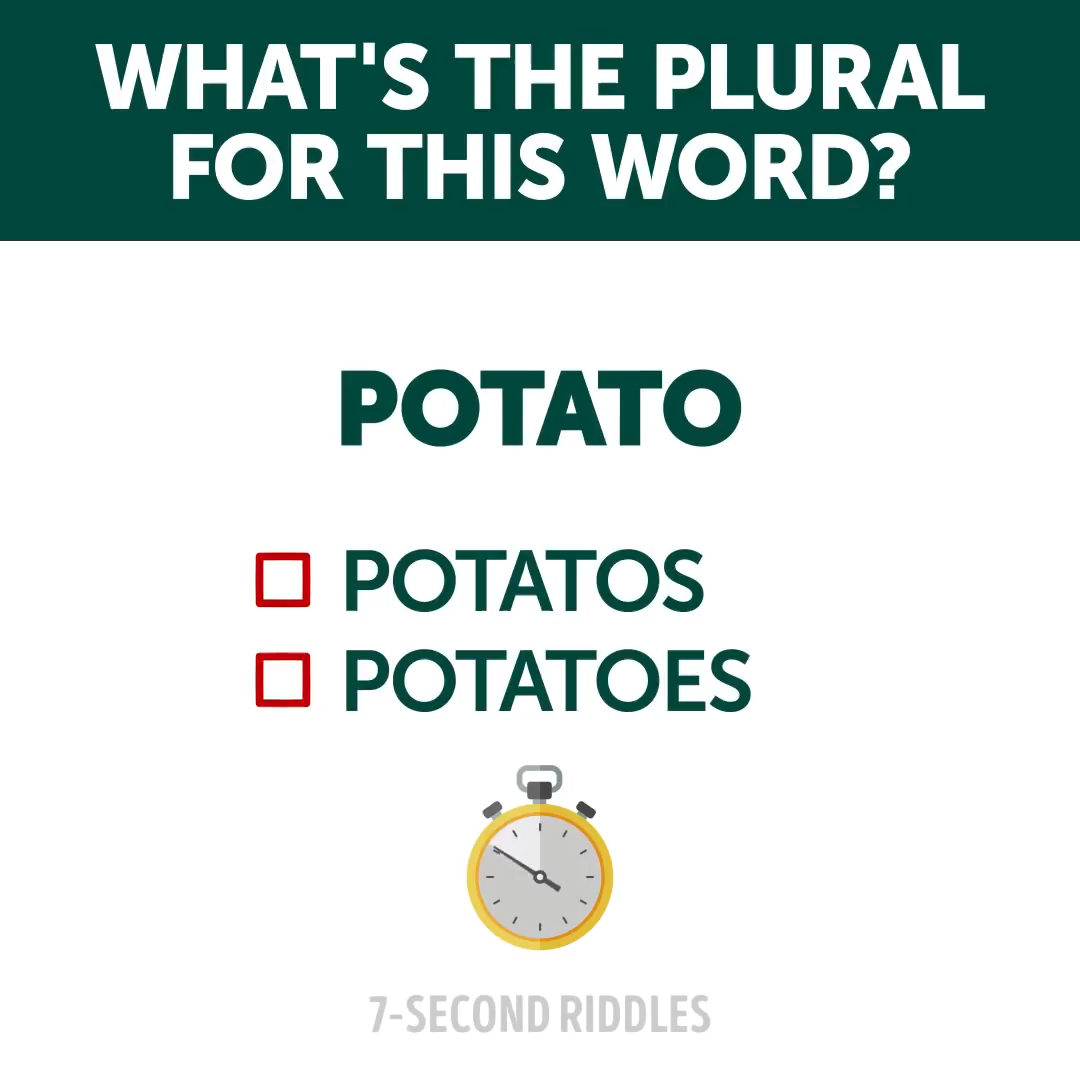 WHAT'S THE PLURAL
FOR THIS WORD?
POTATO
POTATOS
POTATOES
7-SECOND RIDDLES